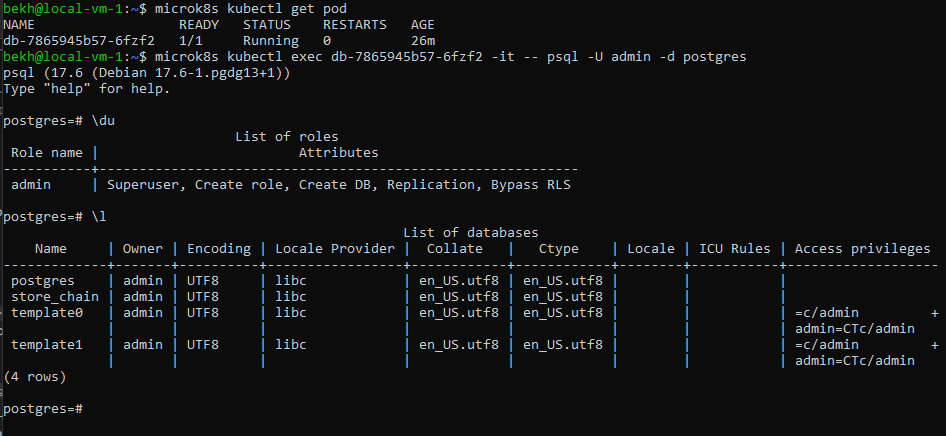 bekh@local-vm-1:~$ microk8s kubectl get pod
NAME                  READY   STATUS    RESTARTS   AGE
db-7865945b57-6fzf2   1/1     Running   0          26m
bekh@local-vm-1:~$ microk8s kubectl exec db-7865945b57-6fzf2 -it -- psql -U admin -d postgres
psql (17.6 (Debian 17.6-1.pgdg13+1))
Type "help" for help.
postgres=# \du
                             List of roles
 Role name |                         Attributes
-----------+------------------------------------------------------------
 admin     | Superuser, Create role, Create DB, Replication, Bypass RLS
postgres=# \l
                                                  List of databases
    Name     | Owner | Encoding | Locale Provider |  Collate   |   Ctype    | Locale | ICU Rules | Access privileges
-------------+-------+----------+-----------------+------------+------------+--------+-----------+-------------------
 postgres    | admin | UTF8     | libc            | en_US.utf8 | en_US.utf8 |        |           |
 store_chain | admin | UTF8     | libc            | en_US.utf8 | en_US.utf8 |        |           |
 template0   | admin | UTF8     | libc            | en_US.utf8 | en_US.utf8 |        |           | =c/admin         +
             |       |          |                 |            |            |        |           | admin=CTc/admin
 template1   | admin | UTF8     | libc            | en_US.utf8 | en_US.utf8 |        |           | =c/admin         +
             |       |          |                 |            |            |        |           | admin=CTc/admin
(4 rows)
postgres=#